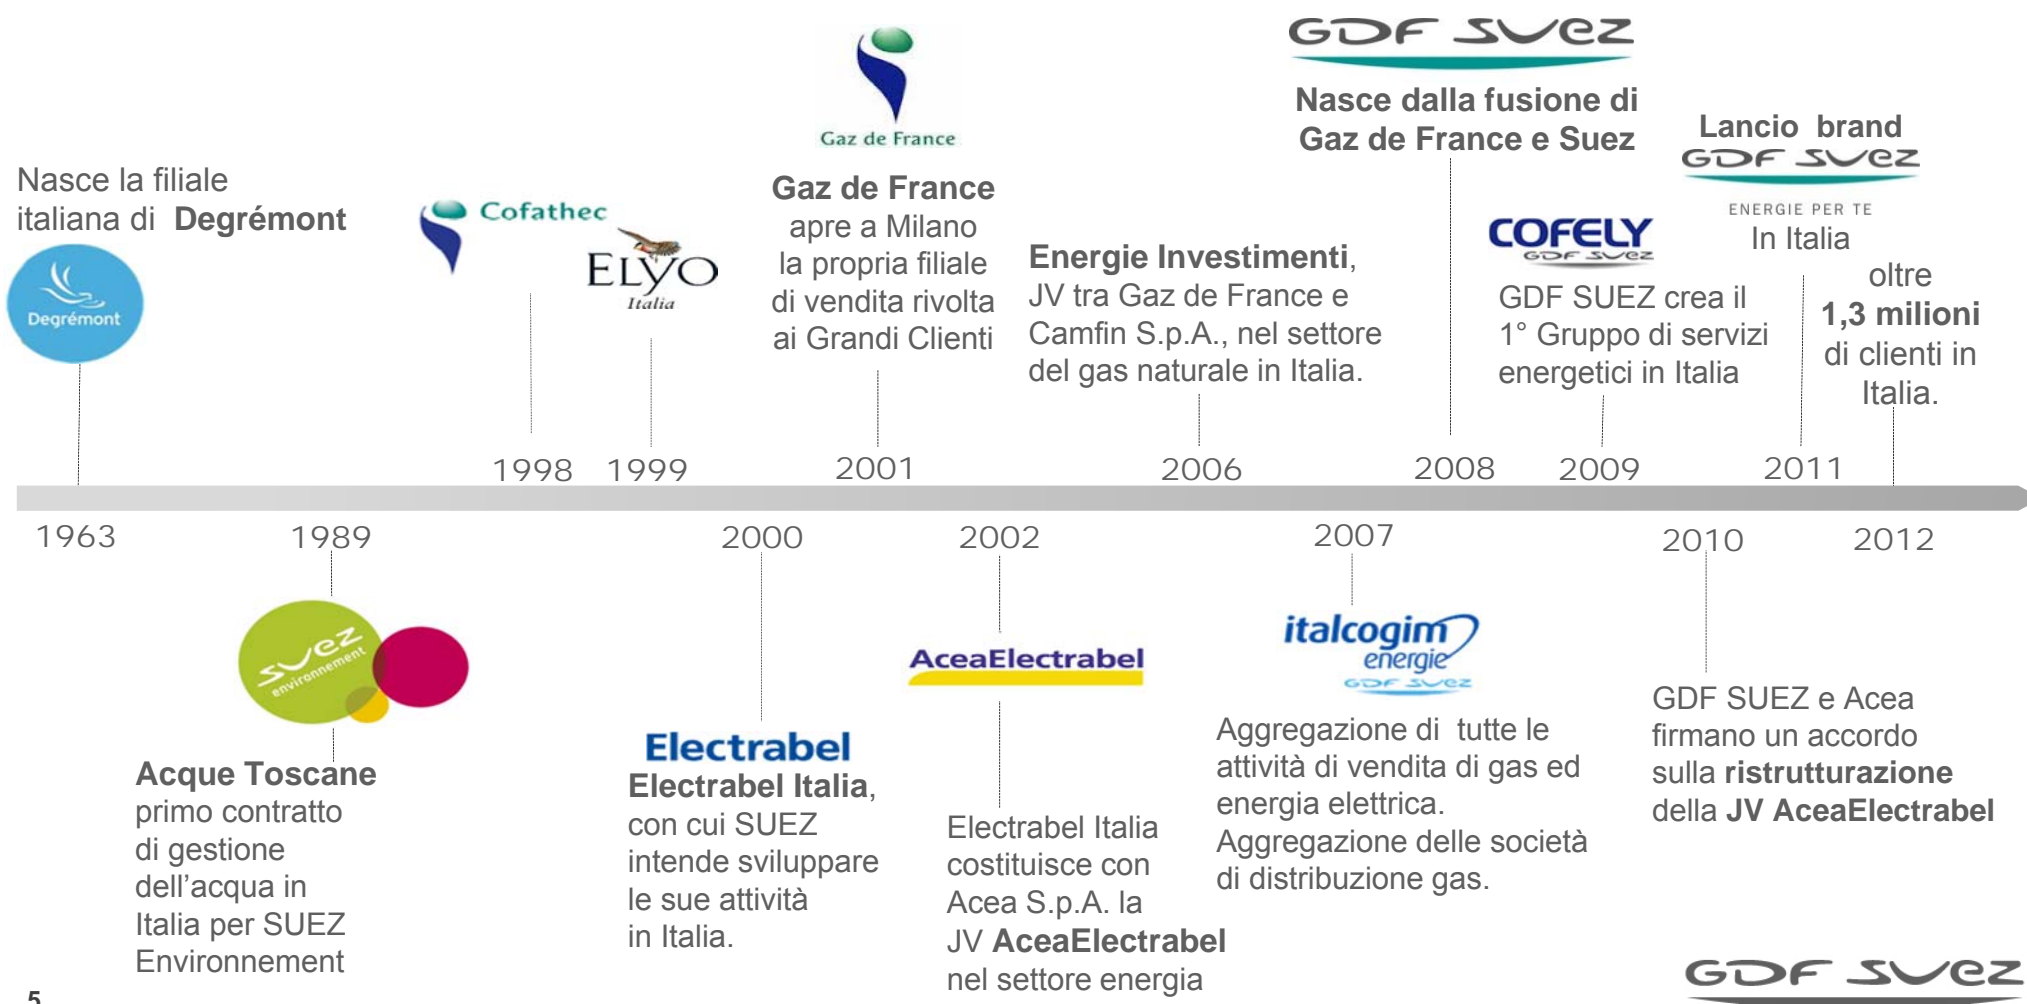 Nasce la filiale
italiana di Degrémont
Degrémont
Cofathec
ELYO
Italia
Gaz de France
Gaz de France
apre a Milano
la propria filiale
di vendita rivolta
ai Grandi Clienti
Energie Investimenti,
JV tra Gaz de France e
Camfin S.p.A., nel settore
del gas naturale in Italia.
GDF SUEZ
Nasce dalla fusione di
Gaz de France e Suez
COFELY
GDF SUEZ
GDF SUEZ crea il
1° Gruppo di servizi
energetici in Italia
Lancio brand
GDF SUEZ
ENERGIE PER TE
In Italia
oltre
1,3 milioni
di clienti in
Italia.
1998 1999 2001 2006 2008 2009 2011
1963 1989 2000 2002 2007 2010 2012
suez
environnement
Acque Toscane
primo contratto
di gestione
dell’acqua in
Italia per SUEZ
Environnement
Electrabel
Electrabel Italia,
con cui SUEZ
intende sviluppare
le sue attività
in Italia.
AceaElectrabel
Electrabel Italia
costituisce con
Acea S.p.A. la
JV AceaElectrabel
nel settore energia
italcogim
energie
GDF SUEZ
Aggregazione di tutte le
attività di vendita di gas ed
energia elettrica.
Aggregazione delle società
di distribuzione gas.
GDF SUEZ e Acea
firmano un accordo
sulla ristrutturazione
della JV AceaElectrabel
GDF SUEZ
5